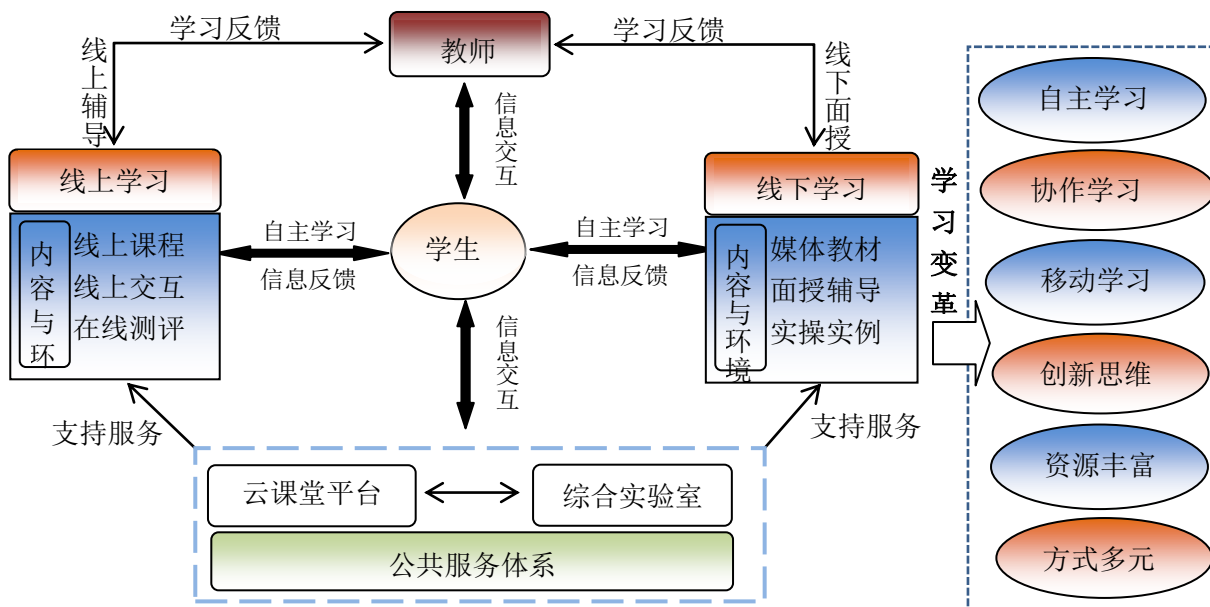 学习反馈
教师
学习反馈
线上辅导
信息交互
线下面授
线上学习
线下学习
内容与环
线上课程
线上交互
在线测评
自主学习
信息反馈
学生
自主学习
信息反馈
内容与环境
媒体教材
面授辅导
实操实例
信息交互
支持服务
支持服务
云课堂平台
综合实验室
公共服务体系
学习变革
自主学习
协作学习
移动学习
创新思维
资源丰富
方式多元